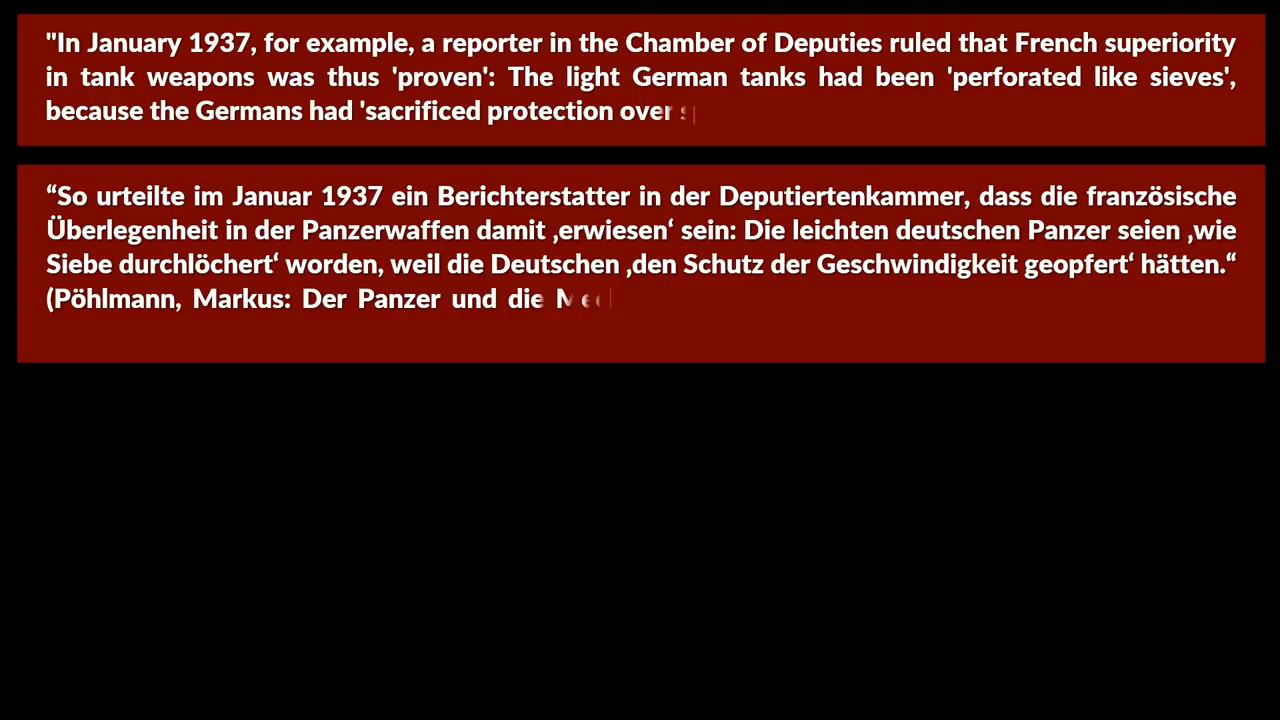 "In January 1937, for example, a reporter in the Chamber of Deputies ruled that French superiority
in tank weapons was thus 'proven': The light German tanks had been 'perforated like sieves',
because the Germans had 'sacrificed protection over
“So urteilte im Januar 1937 ein Berichterstatter in der Deputiertenkammer, dass die französische
Überlegenheit in der Panzerwaffen damit ‚erwiesen‘ sein: Die leichten deutschen Panzer seien ‚wie
Siebe durchlöchert‘ worden, weil die Deutschen ‚den Schutz der Geschwindigkeit geopfert‘ hätten.“
(Pöhlmann, Markus: Der Panzer und die